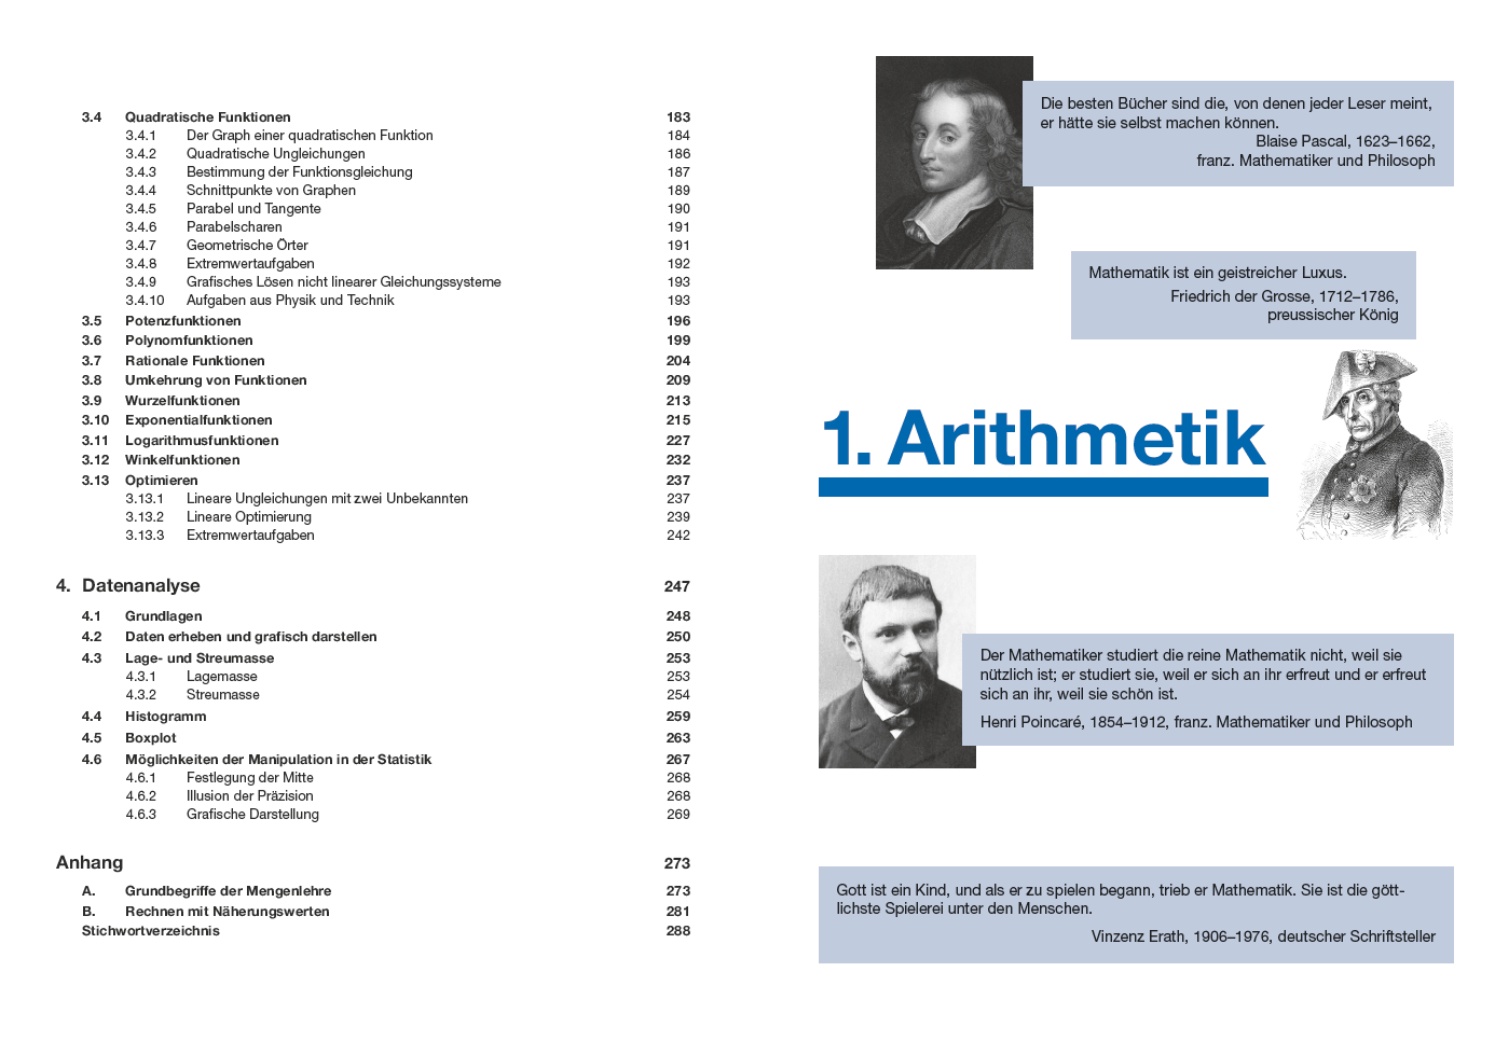 3.4 Quadratische Funktionen 183
3.4.1 Der Graph einer quadratischen Funktion 184
3.4.2 Quadratische Ungleichungen 186
3.4.3 Bestimmung der Funktionsgleichung 187
3.4.4 Schnittpunkte von Graphen 189
3.4.5 Parabel und Tangente 190
3.4.6 Parabelscharen 191
3.4.7 Geometrische Örter 191
3.4.8 Extremwertaufgaben 192
3.4.9 Grafisches Lösen nicht linearer Gleichungssysteme 193
3.4.10 Aufgaben aus Physik und Technik 193
3.5 Potenzfunktionen 196
3.6 Polynomfunktionen 199
3.7 Rationale Funktionen 204
3.8 Umkehrung von Funktionen 209
3.9 Wurzelfunktionen 213
3.10 Exponentialfunktionen 215
3.11 Logarithmusfunktionen 227
3.12 Winkelfunktionen 232
3.13 Optimieren 237
3.13.1 Lineare Ungleichungen mit zwei Unbekannten 237
3.13.2 Lineare Optimierung 239
3.13.3 Extremwertaufgaben 242
4. Datenanalyse 247
4.1 Grundlagen 248
4.2 Daten erheben und grafisch darstellen 250
4.3 Lage- und Streumasse 253
4.3.1 Lagemasse 253
4.3.2 Streumasse 254
4.4 Histogramm 259
4.5 Boxplot 263
4.6 Möglichkeiten der Manipulation in der Statistik 267
4.6.1 Festlegung der Mitte 268
4.6.2 Illusion der Präzision 268
4.6.3 Grafische Darstellung 269
Anhang 273
A. Grundbegriffe der Mengenlehre 273
B. Rechnen mit Näherungswerten 281
Stichwortverzeichnis 288
Die besten Bücher sind die, von denen jeder Leser meint,
er hätte sie selbst machen können.
Blaise Pascal, 1623–1662,
franz. Mathematiker und Philosoph
Mathematik ist ein geistreicher Luxus.
Friedrich der Grosse, 1712–1786,
preussischer König
1. Arithmetik
Der Mathematiker studiert die reine Mathematik nicht, weil sie
nützlich ist; er studiert sie, weil er sich an ihr erfreut und er erfreut
sich an ihr, weil sie schön ist.
Henri Poincaré, 1854–1912, franz. Mathematiker und Philosoph
Gott ist ein Kind, und als er zu spielen begann, trieb er Mathematik. Sie ist die gött-
lichste Spielerei unter den Menschen.
Vinzenz Erath, 1906–1976, deutscher Schriftsteller